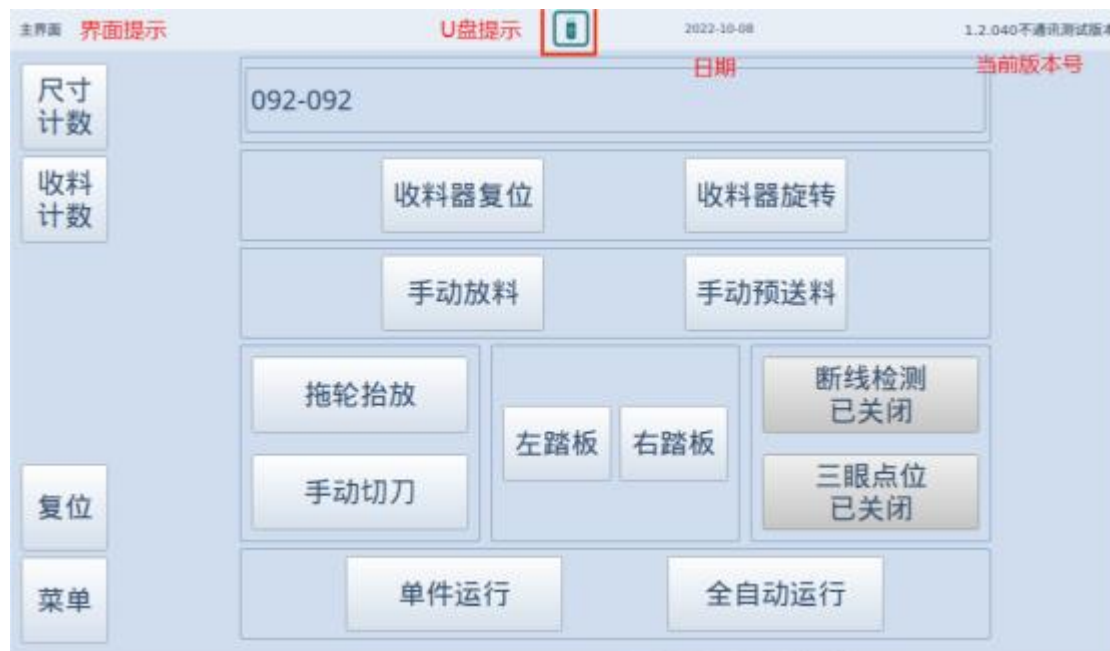 主界面 界面提示 U盘提示 2022-10-08 1.2.040不通讯测试版本
日期 当前版本号
尺寸
计数
092-092
收料
计数
收料器复位 收料器旋转
手动放料 手动预送料
拖轮抬放
断线检测
已关闭
左踏板 右踏板
手动切刀
三眼点位
已关闭
复位
菜单
单件运行 全自动运行